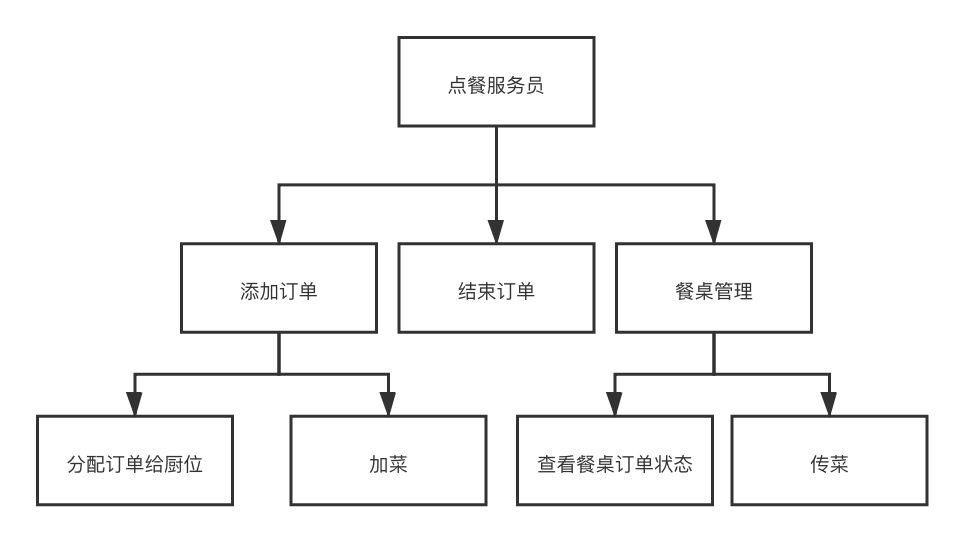 点餐服务员
添加订单
结束订单
餐桌管理
分配订单给厨位
加菜
查看餐桌订单状态
传菜